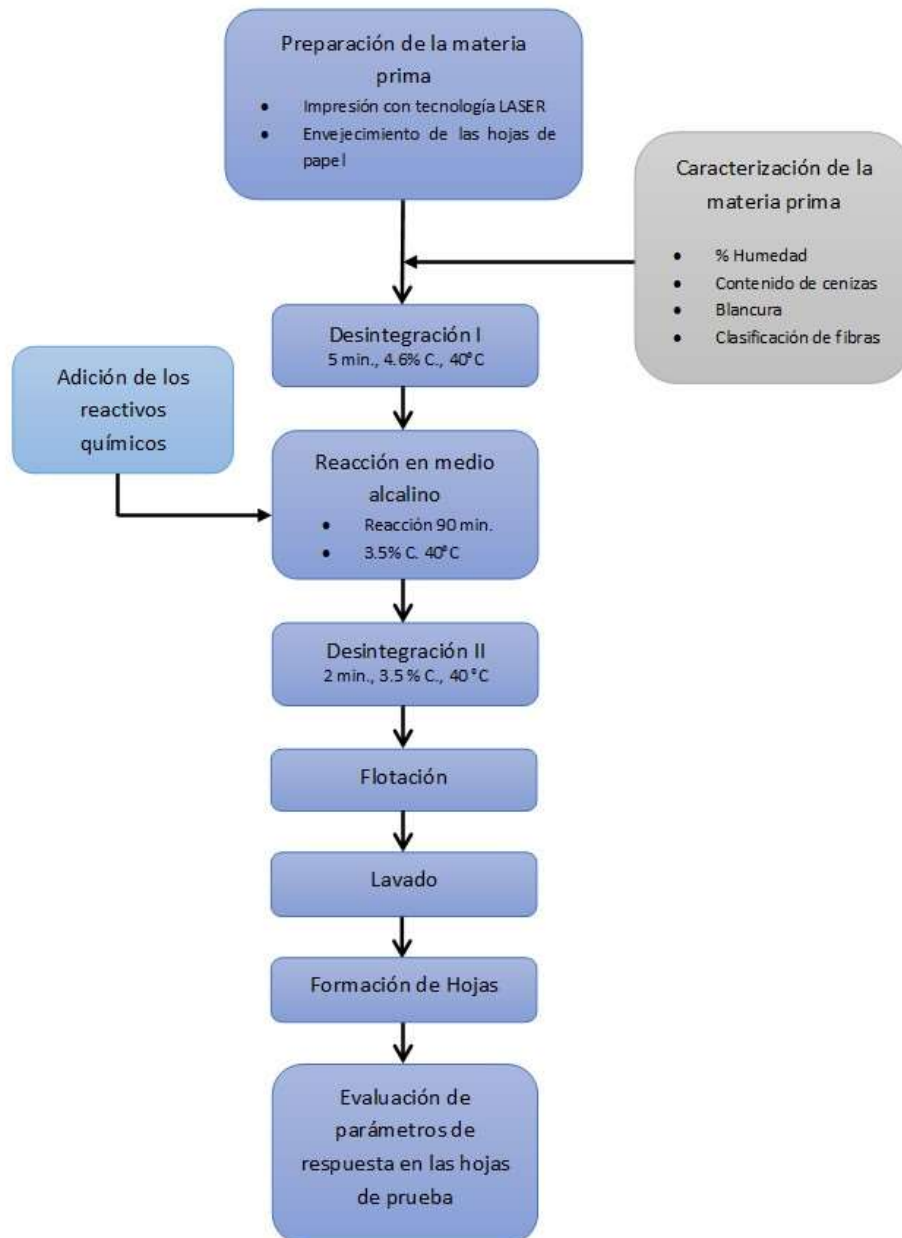 Preparación de la materia
prima
• Impresión con tecnología LASER
• Envejecimiento de las hojas de
papel
Caracterización de la
materia prima
• % Humedad
• Contenido de cenizas
• Blancura
• Clasificación de fibras
Desintegración I
5 min., 4.6% C., 40°C
Adición de los
reactivos
químicos
Reacción en medio
alcalino
• Reacción 90 min.
• 3.5% C. 40°C
Desintegración II
2 min., 3.5 % C., 40 °C
Flotación
Lavado
Formación de Hojas
Evaluación de
parámetros de
respuesta en las hojas
de prueba